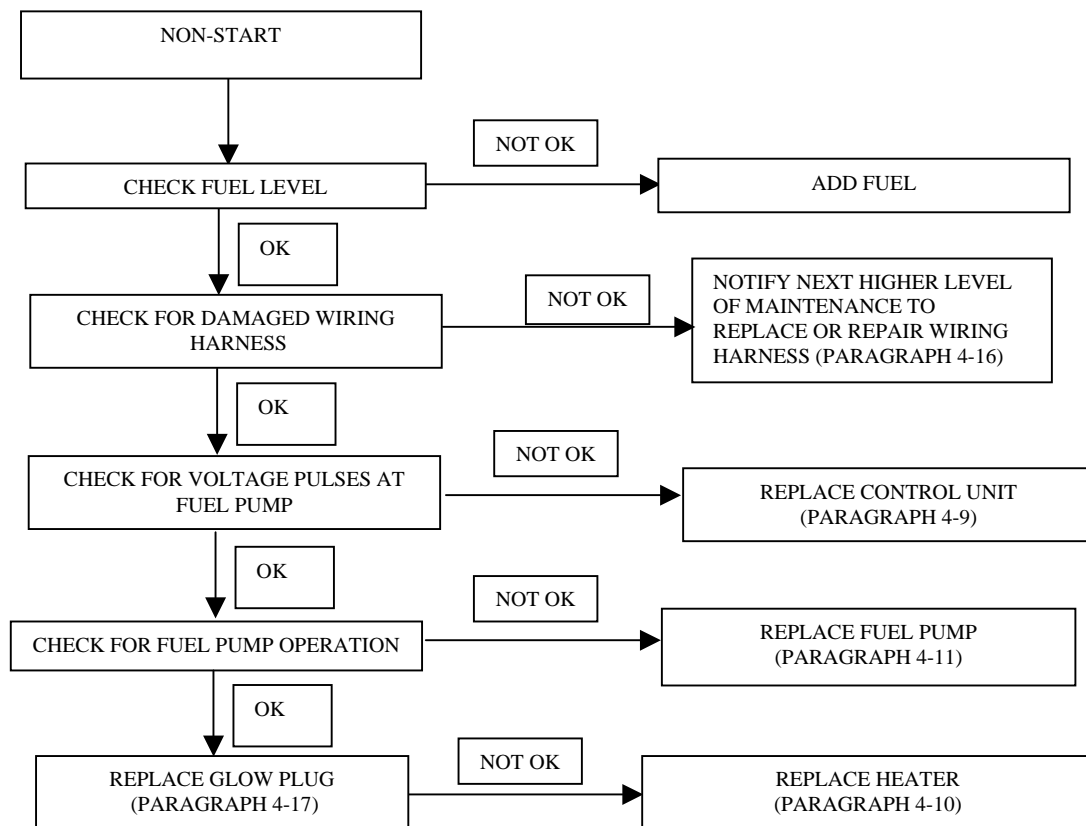 NON-START
NOT OK
CHECK FUEL LEVEL
ADD FUEL
OK
NOT OK
CHECK FOR DAMAGED WIRING
HARNESS
NOTIFY NEXT HIGHER LEVEL
OF MAINTENANCE TO
REPLACE OR REPAIR WIRING
HARNESS (PARAGRAPH 4-16)
OK
NOT OK
CHECK FOR VOLTAGE PULSES AT
FUEL PUMP
REPLACE CONTROL UNIT
(PARAGRAPH 4-9)
OK
NOT OK
CHECK FOR FUEL PUMP OPERATION
REPLACE FUEL PUMP
(PARAGRAPH 4-11)
OK
NOT OK
REPLACE GLOW PLUG
(PARAGRAPH 4-17)
REPLACE HEATER
(PARAGRAPH 4-10)